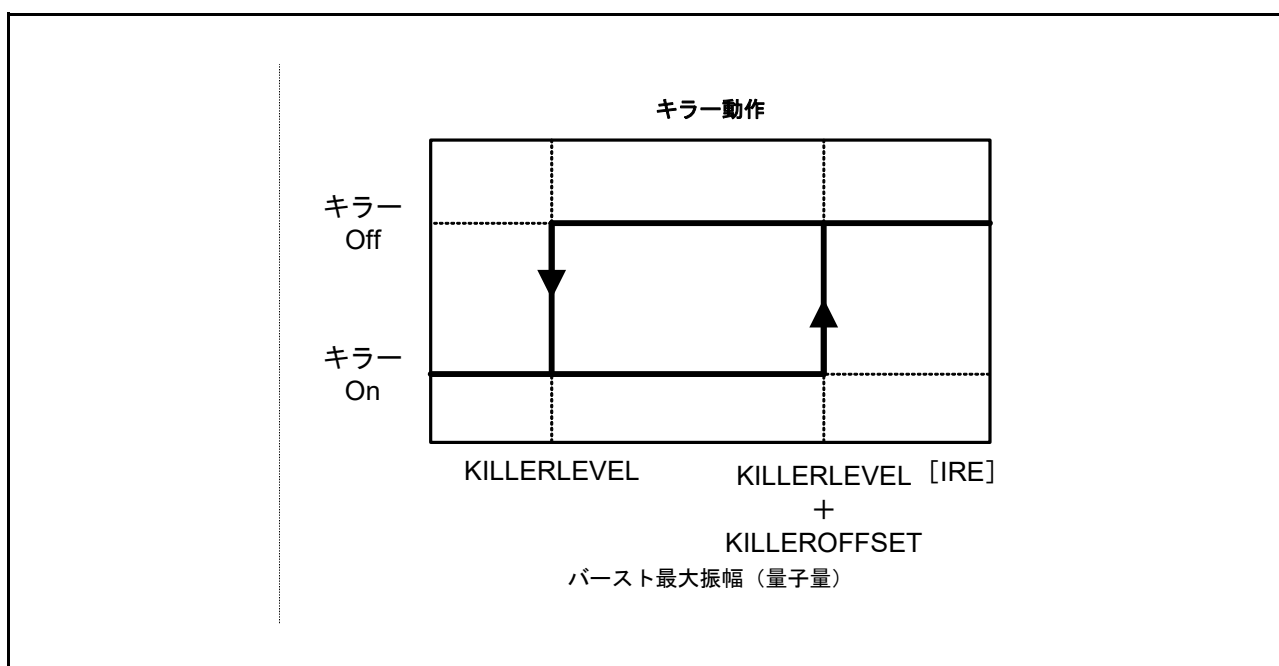 キラー動作
キラー
Off
キラー
On
KILLERLEVEL
KILLERLEVEL [IRE]
＋
KILLEROFFSET
バースト最大振幅（量子量）